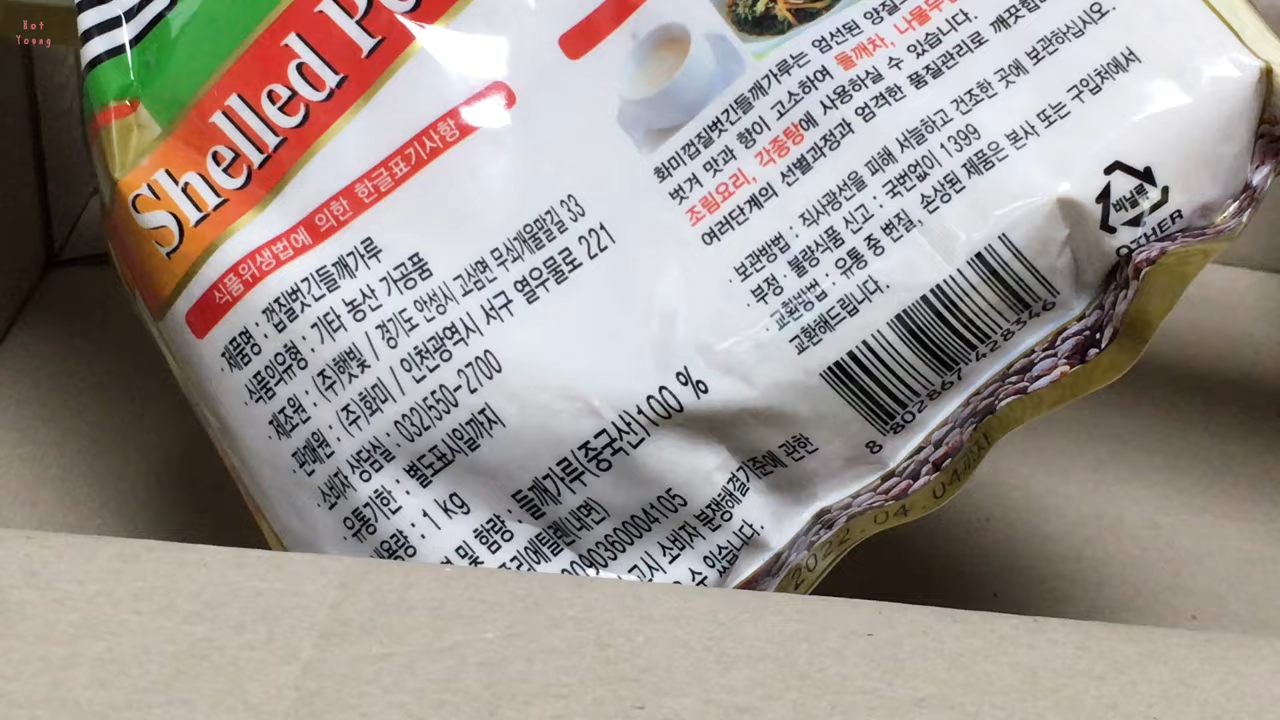 Hot
Young
Shelled
식품위생법에 의한 한글표기사항
· 제품명 : 껍질벗긴들깨가루
· 식품의유형 : 기타 농산 가공품
· 제조원 : (주)햇빛 / 경기도 안성시 고삼면 무쇠개울말길 33
· 판매원 : (주)화미 / 인천광역시 서구 열우물로 221
· 소비자 상담실 : 032)550-2700
· 유통기한 : 별도표시일까지
1 kg
및 함량 : 들깨가루(중국산)100 %
(내면)
고시 소비자 분쟁해결기준에 관한
수 있습니다.
화미껍질벗긴들깨가루는 엄선된 양질
벗겨 맛과 향이 고소하여 들깨차, 나물무침
조림요리, 각종탕에 사용하실 수 있습니다.
여러단계의 선별과정과 엄격한 품질관리로 깨끗한
· 보관방법 : 직사광선을 피해 서늘하고 건조한 곳에 보관하십시오.
· 부정 · 불량식품 신고 : 국번없이 1399
· 교환방법 : 유통 중 변질, 손상된 제품은 본사 또는 구입처에서
교환해드립니다.
비닐류
OTHER
8 802867 428346
2022.04.04까지